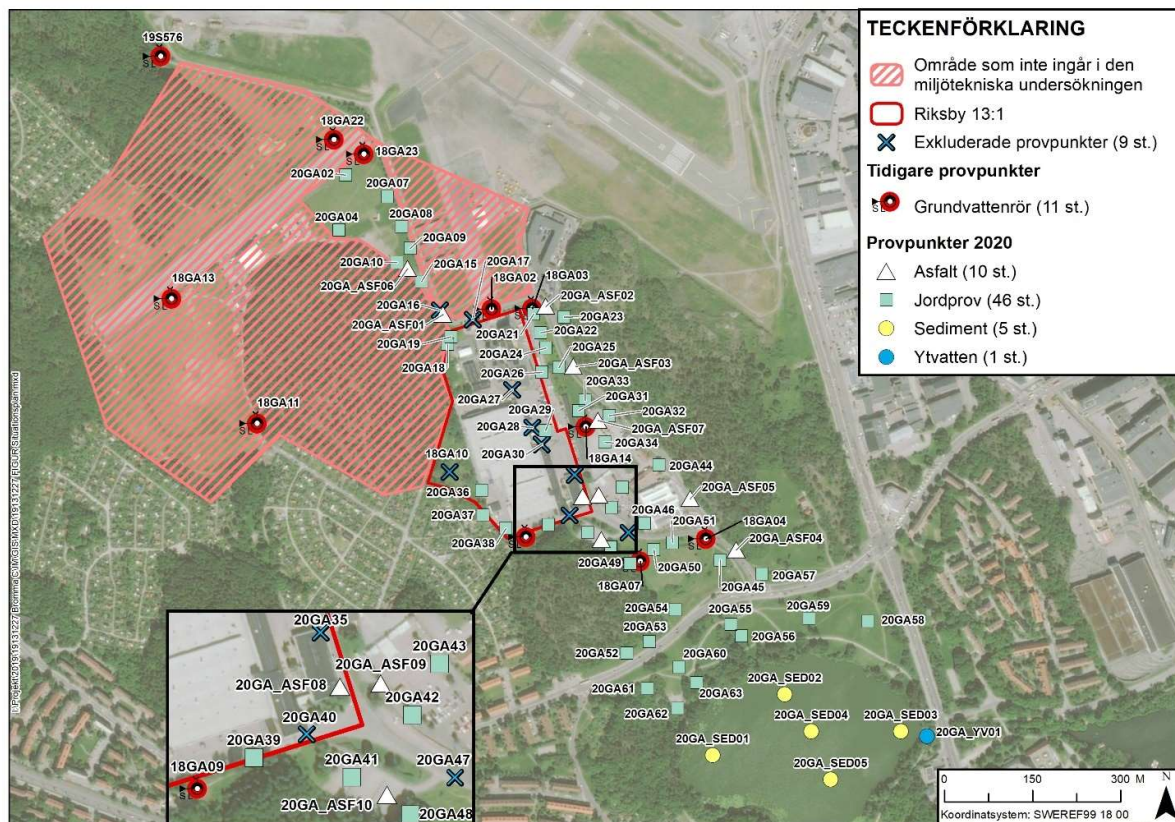 TECKENFÖRKLARING
Område som inte ingår i den
miljötekniska undersökningen
Riksby 13:1
Exkluderade provpunkter (9 st.)
Tidigare provpunkter
Grundvattenrör (11 st.)
Provpunkter 2020
Asfalt (10 st.)
Jordprov (46 st.)
Sediment (5 st.)
Ytvatten (1 st.)
19S576
18GA22
18GA23
20GA02
20GA07
20GA04
20GA08
20GA09
20GA10
20GA17
20GA15
18GA02
18GA03
20GA_ASF06
18GA13
20GA16
20GA_ASF02
20GA_ASF01
20GA23
20GA21
20GA22
20GA19
20GA24
20GA25
20GA18
20GA26
20GA_ASF03
20GA33
20GA27
20GA31
18GA11
20GA29
20GA32
20GA28
20GA_ASF07
20GA30
20GA34
18GA14
18GA10
20GA44
20GA36
20GA_ASF05
20GA37
20GA46
20GA51
18GA04
20GA38
20GA_ASF04
20GA49
20GA50
18GA07
20GA45
20GA57
20GA54
20GA55
20GA59
20GA58
20GA53
20GA56
20GA52
20GA60
20GA61
20GA63
20GA62
20GA_SED02
20GA_SED04
20GA_SED03
20GA_YV01
20GA_SED01
20GA_SED05
20GA35
20GA43
20GA_ASF09
20GA_ASF08
20GA42
20GA40
20GA39
20GA41
20GA47
18GA09
20GA_ASF10
20GA48
0 150 300 M
N
Koordinatsystem: SWEREF99 18 00